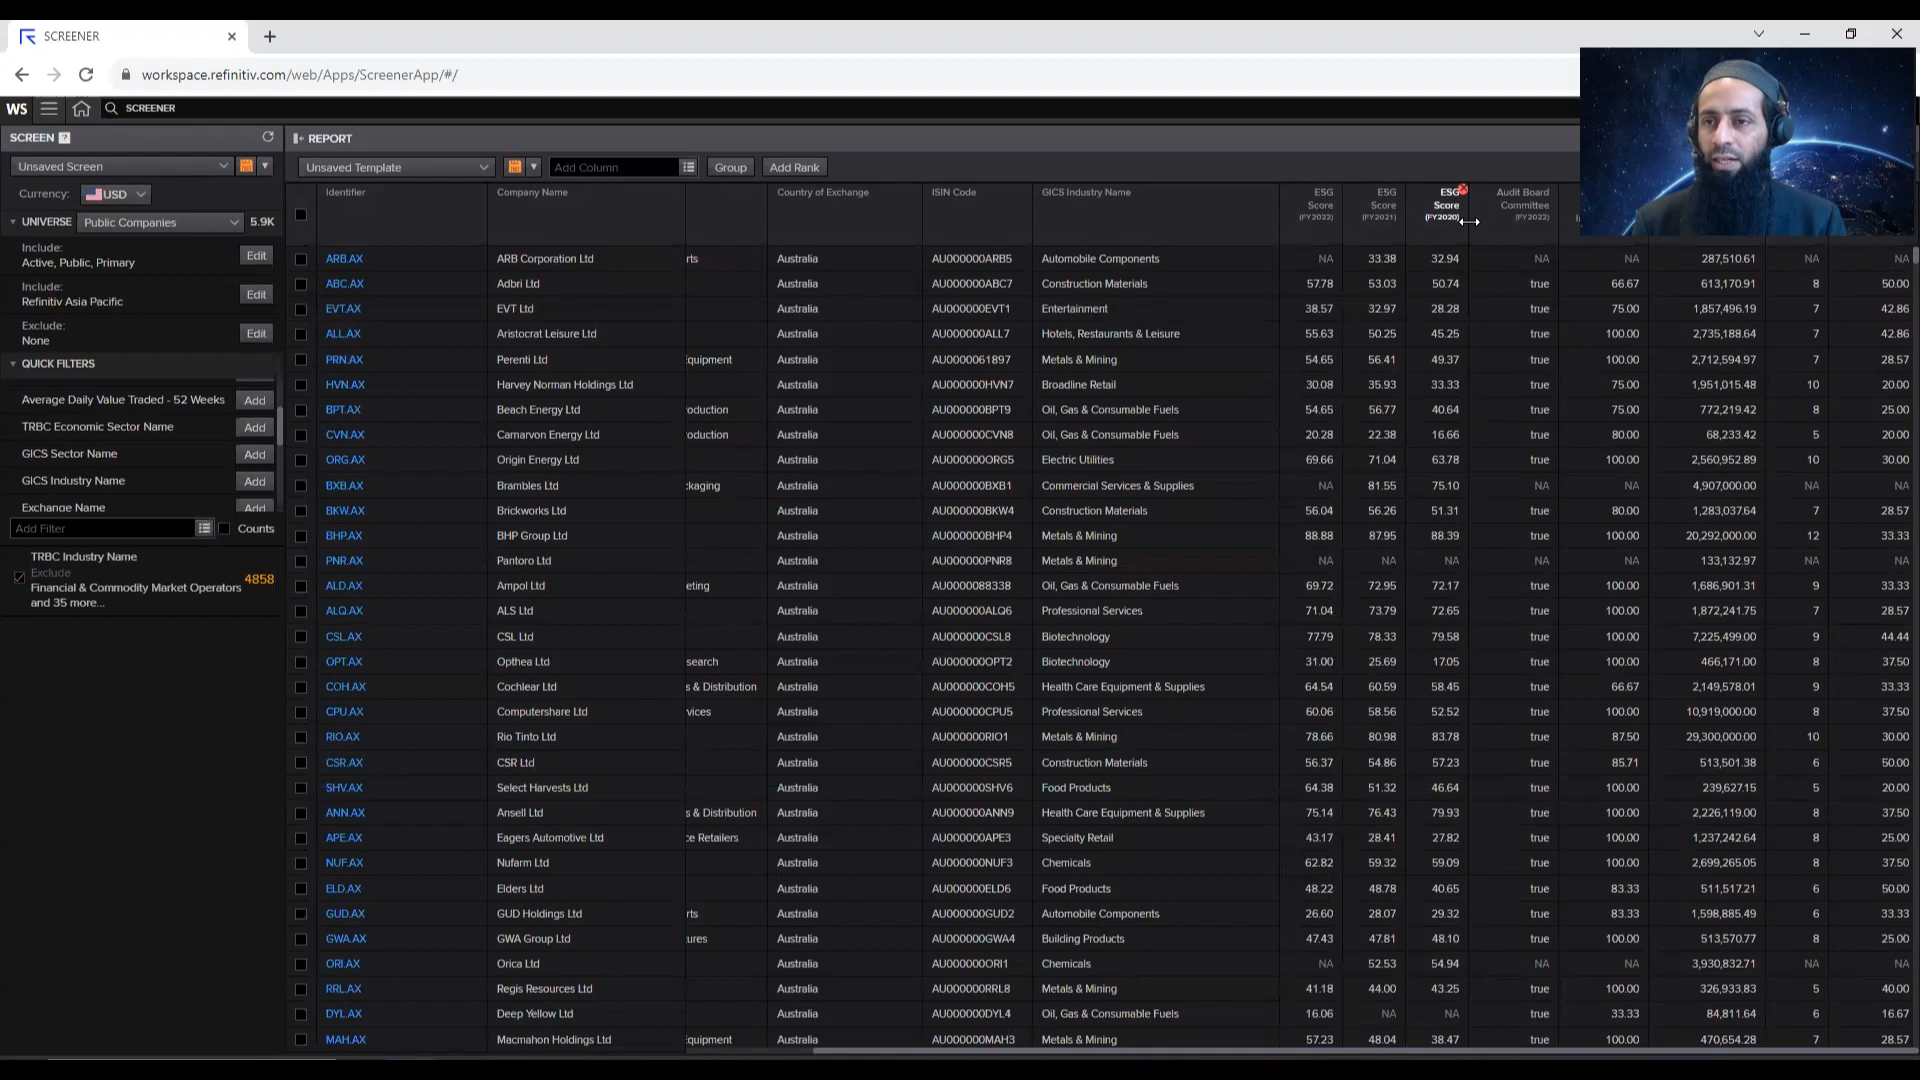 SCREENER
workspace.refinitiv.com/web/Apps/ScreenerApp/#/
WS SCREENER
SCREEN ?
REPORT
Unsaved Screen
Unsaved Template Add Column Group Add Rank
Currency: USD
UNIVERSE Public Companies 5.9K
Include:
Active, Public, Primary Edit
Include:
Refinitiv Asia Pacific Edit
Exclude:
None Edit
QUICK FILTERS
Average Daily Value Traded - 52 Weeks Add
TRBC Economic Sector Name Add
GICS Sector Name Add
GICS Industry Name Add
Exchange Name Add
Add Filter Counts
TRBC Industry Name
Exclude
Financial & Commodity Market Operators
and 35 more...
4858
Identifier Company Name Country of Exchange ISIN Code GICS Industry Name ESG Score (FY2022) ESG Score (FY2021) ESG Score (FY2020) Audit Board Committee (FY2022)
ARB.AX ARB Corporation Ltd rts Australia AU000000ARB5 Automobile Components NA 33.38 32.94 NA NA 287,510.61 NA NA
ABC.AX Adbri Ltd Australia AU000000ABC7 Construction Materials 57.78 53.03 50.74 true 66.67 613,170.91 8 50.00
EVT.AX EVT Ltd Australia AU000000EVT1 Entertainment 38.57 32.97 28.28 true 75.00 1,857,496.19 7 42.86
ALL.AX Aristocrat Leisure Ltd Australia AU000000ALL7 Hotels, Restaurants & Leisure 55.63 50.25 45.25 true 100.00 2,735,188.64 7 42.86
PRN.AX Perenti Ltd quipment Australia AU0000061897 Metals & Mining 54.65 56.41 49.37 true 100.00 2,712,594.97 7 28.57
HVN.AX Harvey Norman Holdings Ltd Australia AU000000HVN7 Broadline Retail 30.08 35.93 33.33 true 75.00 1,951,015.48 10 20.00
BPT.AX Beach Energy Ltd oduction Australia AU000000BPT9 Oil, Gas & Consumable Fuels 54.65 56.77 40.64 true 75.00 772,219.42 8 25.00
CVN.AX Carnarvon Energy Ltd oduction Australia AU000000CVN8 Oil, Gas & Consumable Fuels 20.28 22.38 16.66 true 80.00 68,233.42 5 20.00
ORG.AX Origin Energy Ltd Australia AU000000ORG5 Electric Utilities 69.66 71.04 63.78 true 100.00 2,560,952.89 10 30.00
BXB.AX Brambles Ltd ckaging Australia AU000000BXB1 Commercial Services & Supplies NA 81.55 75.10 NA NA 4,907,000.00 NA NA
BKW.AX Brickworks Ltd Australia AU000000BKW4 Construction Materials 56.04 56.26 51.31 true 80.00 1,283,037.64 7 28.57
BHP.AX BHP Group Ltd Australia AU000000BHP4 Metals & Mining 88.88 87.95 88.39 true 100.00 20,292,000.00 12 33.33
PNR.AX Pantoro Ltd Australia AU000000PNR8 Metals & Mining NA NA NA NA NA 133,132.97 NA NA
ALD.AX Ampol Ltd eting Australia AU0000088338 Oil, Gas & Consumable Fuels 69.72 72.95 72.17 true 100.00 1,686,901.31 9 33.33
ALQ.AX ALS Ltd Australia AU000000ALQ6 Professional Services 71.04 73.79 72.65 true 100.00 1,872,241.75 7 28.57
CSL.AX CSL Ltd Australia AU000000CSL8 Biotechnology 77.79 78.33 79.58 true 100.00 7,225,499.00 9 44.44
OPT.AX Opthea Ltd search Australia AU000000OPT2 Biotechnology 31.00 25.69 17.05 true 100.00 466,171.00 8 37.50
COH.AX Cochlear Ltd s & Distribution Australia AU000000COH5 Health Care Equipment & Supplies 64.54 60.59 58.45 true 66.67 2,149,578.01 9 33.33
CPU.AX Computershare Ltd vices Australia AU000000CPU5 Professional Services 60.06 58.56 52.52 true 100.00 10,919,000.00 8 37.50
RIO.AX Rio Tinto Ltd Australia AU000000RIO1 Metals & Mining 78.66 80.98 83.78 true 87.50 29,300,000.00 10 30.00
CSR.AX CSR Ltd Australia AU000000CSR5 Construction Materials 56.37 54.86 57.23 true 85.71 513,501.38 6 50.00
SHV.AX Select Harvests Ltd Australia AU000000SHV6 Food Products 64.38 51.32 46.64 true 100.00 239,627.15 5 20.00
ANN.AX Ansell Ltd s & Distribution Australia AU000000ANN9 Health Care Equipment & Supplies 75.14 76.43 79.93 true 100.00 2,226,119.00 8 37.50
APE.AX Eagers Automotive Ltd ce Retailers Australia AU000000APE3 Specialty Retail 43.17 28.41 27.82 true 100.00 1,237,242.64 8 25.00
NUF.AX Nufarm Ltd Australia AU000000NUF3 Chemicals 62.82 59.32 59.09 true 100.00 2,699,265.05 8 37.50
ELD.AX Elders Ltd Australia AU000000ELD6 Food Products 48.22 48.78 40.65 true 83.33 511,517.21 6 50.00
GUD.AX GUD Holdings Ltd rts Australia AU000000GUD2 Automobile Components 26.60 28.07 29.32 true 83.33 1,598,885.49 6 33.33
GWA.AX GWA Group Ltd ures Australia AU000000GWA4 Building Products 47.43 47.81 48.10 true 100.00 513,570.77 8 25.00
ORI.AX Orica Ltd Australia AU000000ORI1 Chemicals NA 52.53 54.94 NA NA 3,930,832.71 NA NA
RRL.AX Regis Resources Ltd Australia AU000000RRL8 Metals & Mining 41.18 44.00 43.25 true 100.00 326,933.83 5 40.00
DYL.AX Deep Yellow Ltd Australia AU000000DYL4 Oil, Gas & Consumable Fuels 16.06 NA NA true 33.33 84,811.64 6 16.67
MAH.AX Macmahon Holdings Ltd quipment Australia AU000000MAH3 Metals & Mining 57.23 48.04 38.47 true 100.00 470,654.28 7 28.57